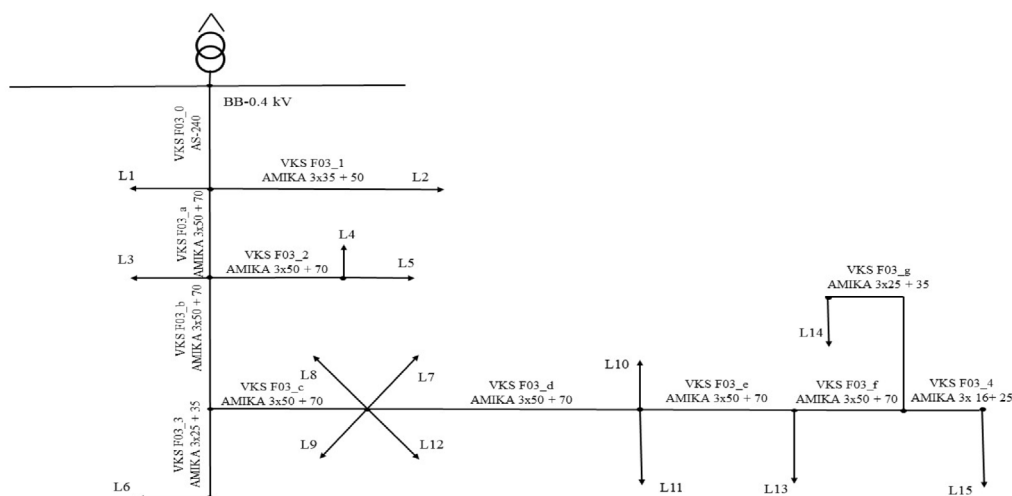 BB-0.4 kV
VKS F03_0
AS-240
VKS F03_1
AMIKA 3x35 + 50
L1
L2
VKS F03_a
AMIKA 3x50 + 70
L4
L3
VKS F03_2
AMIKA 3x50 + 70
L5
VKS F03_g
AMIKA 3x25 + 35
VKS F03_b
AMIKA 3x50 + 70
L14
L10
L8
L7
VKS F03_c
AMIKA 3x50 + 70
VKS F03_d
AMIKA 3x50 + 70
VKS F03_e
AMIKA 3x50 + 70
VKS F03_f
AMIKA 3x50 + 70
VKS F03_4
AMIKA 3x 16+ 25
VKS F03_3
AMIKA 3x25 + 35
L9
L12
L6
L11
L13
L15